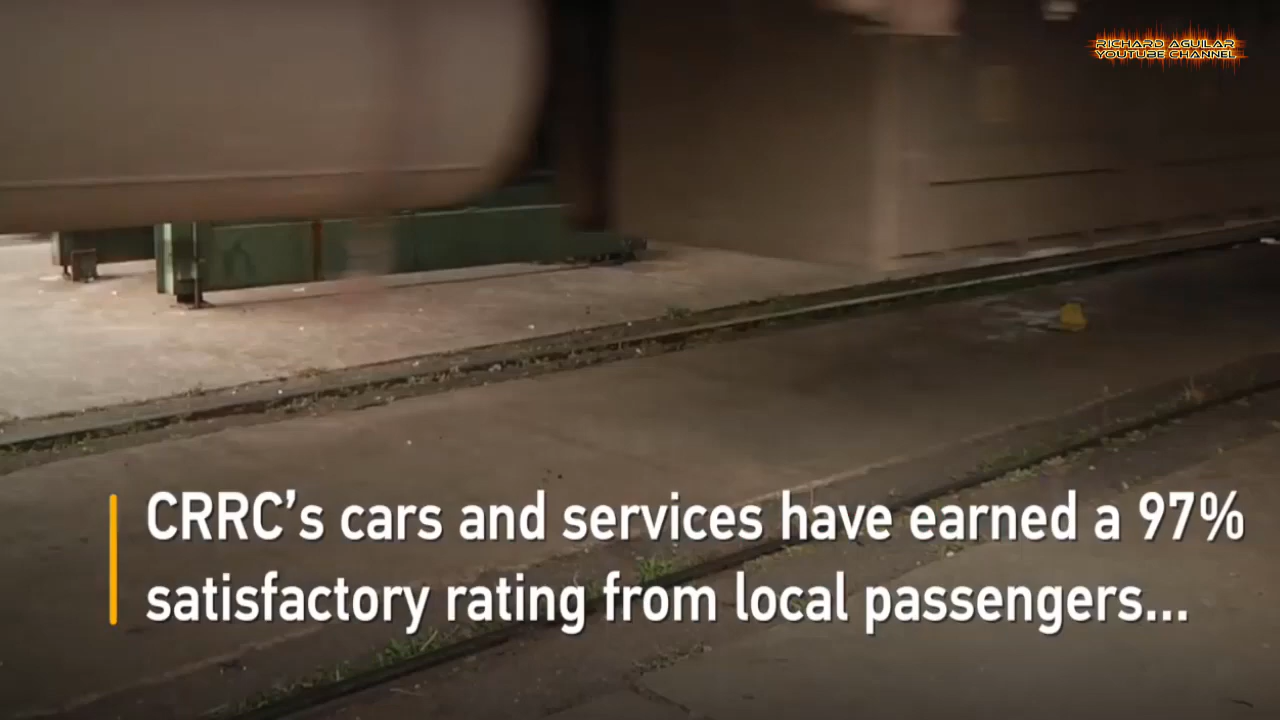 RICHARD AGUILAR
YOUTUBE CHANNEL
CRRC’s cars and services have earned a 97%
satisfactory rating from local passengers...